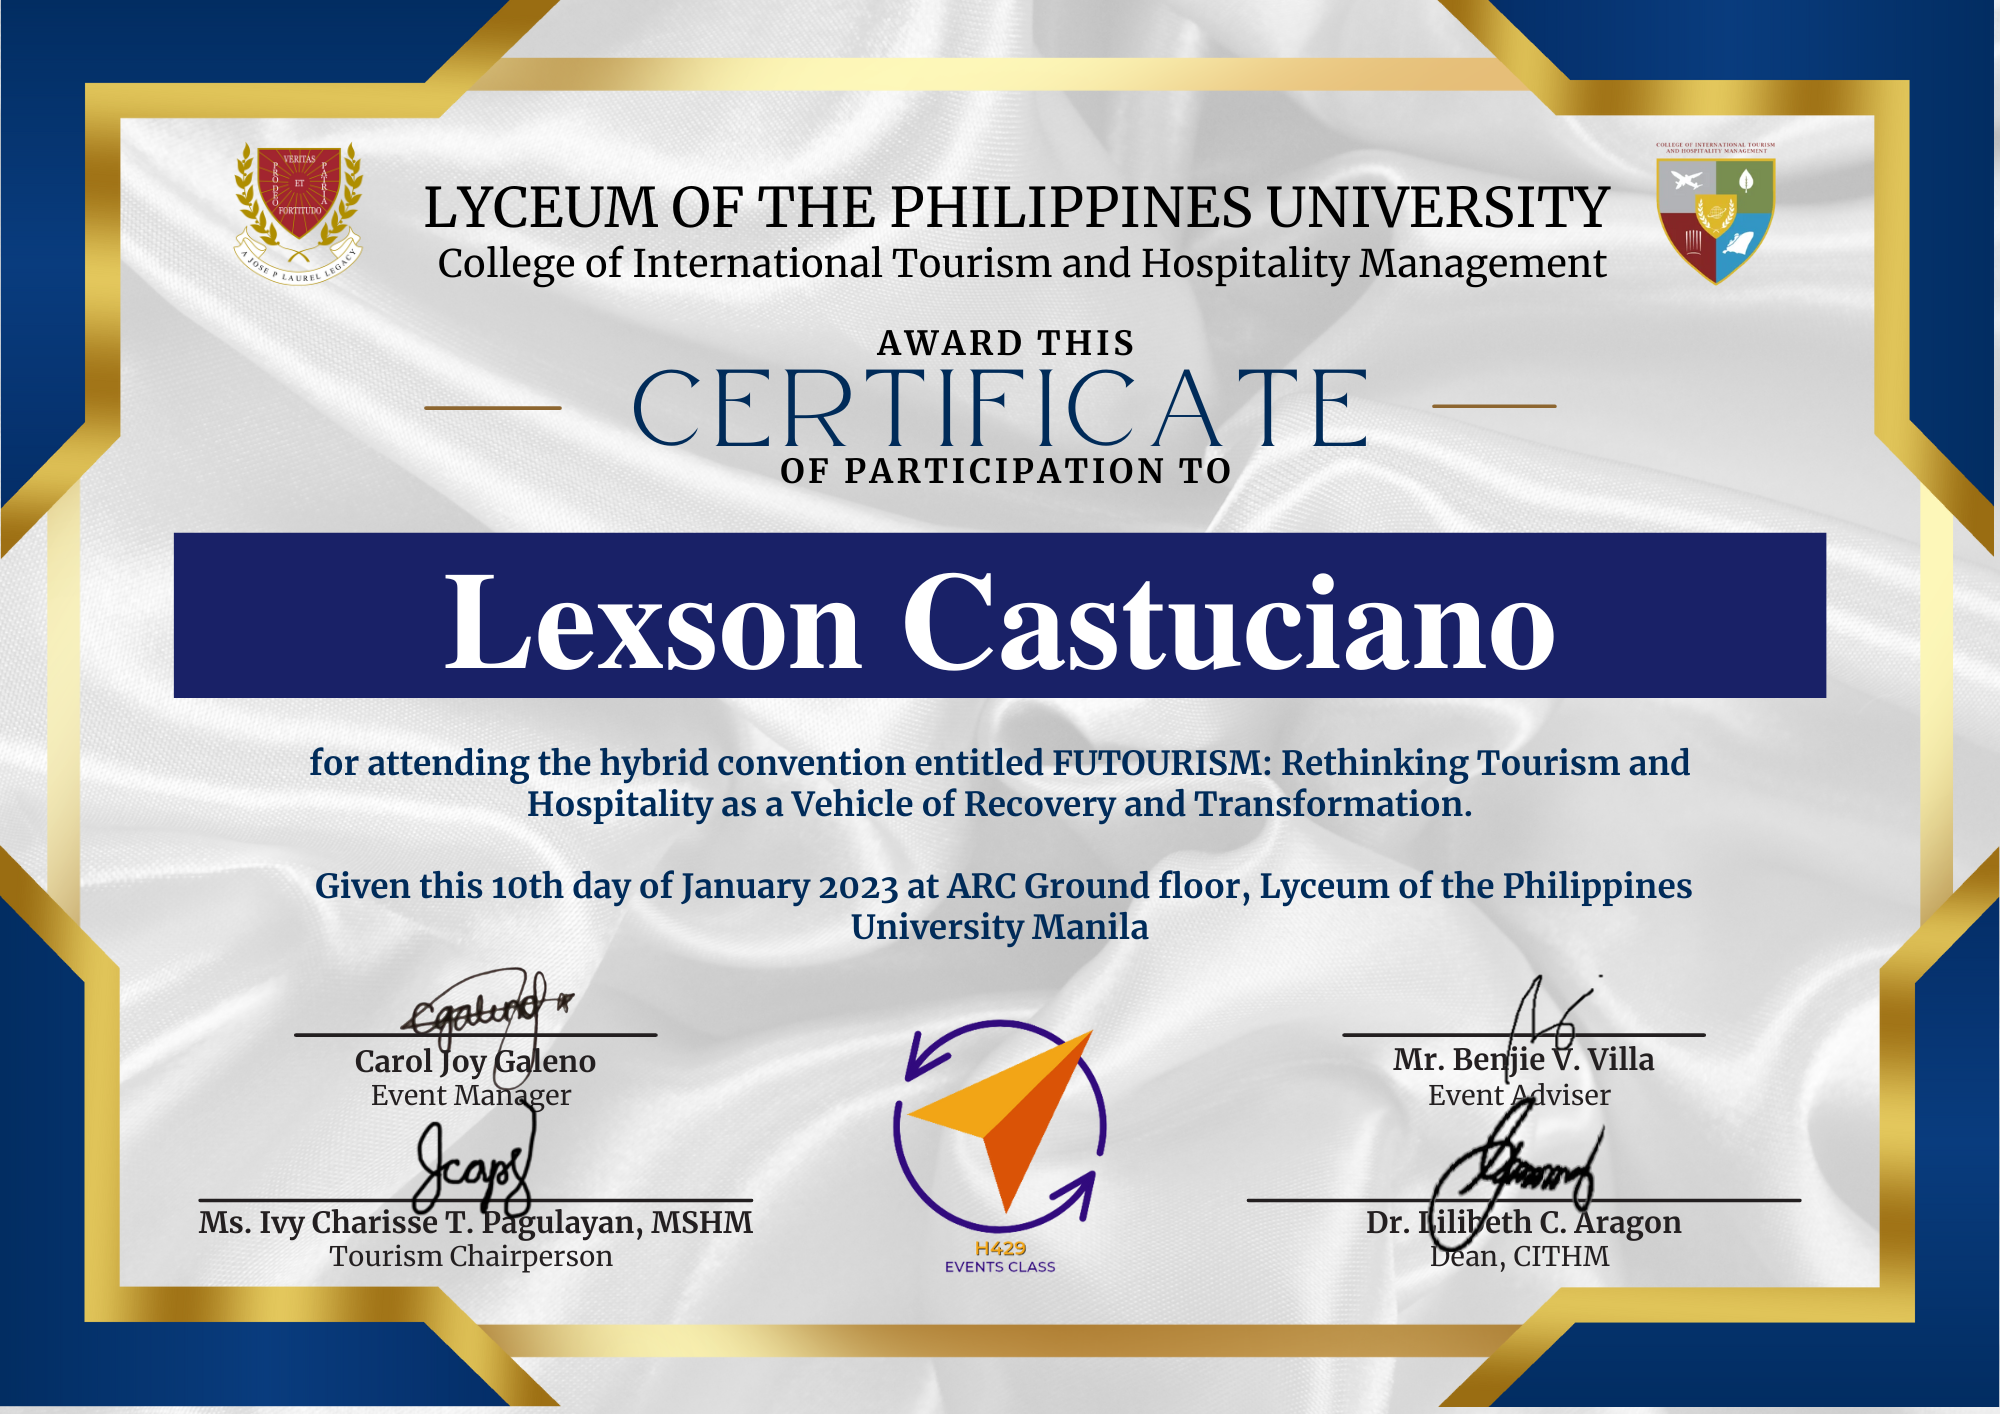 VERITAS
PRO DEO
ET
PATRIA
FORTITUDO
A JOSE P LAUREL LEGACY
COLLEGE OF INTERNATIONAL TOURISM
AND HOSPITALITY MANAGEMENT
LYCEUM OF THE PHILIPPINES UNIVERSITY
College of International Tourism and Hospitality Management
AWARD THIS
CERTIFICATE
OF PARTICIPATION TO
Lexson Castuciano
for attending the hybrid convention entitled FUTOURISM: Rethinking Tourism and
Hospitality as a Vehicle of Recovery and Transformation.
Given this 10th day of January 2023 at ARC Ground floor, Lyceum of the Philippines
University Manila
Carol Joy Galeno
Event Manager
Mr. Benjie V. Villa
Event Adviser
Ms. Ivy Charisse T. Pagulayan, MSHM
Tourism Chairperson
Dr. Lilibeth C. Aragon
Dean, CITHM
H429
EVENTS CLASS